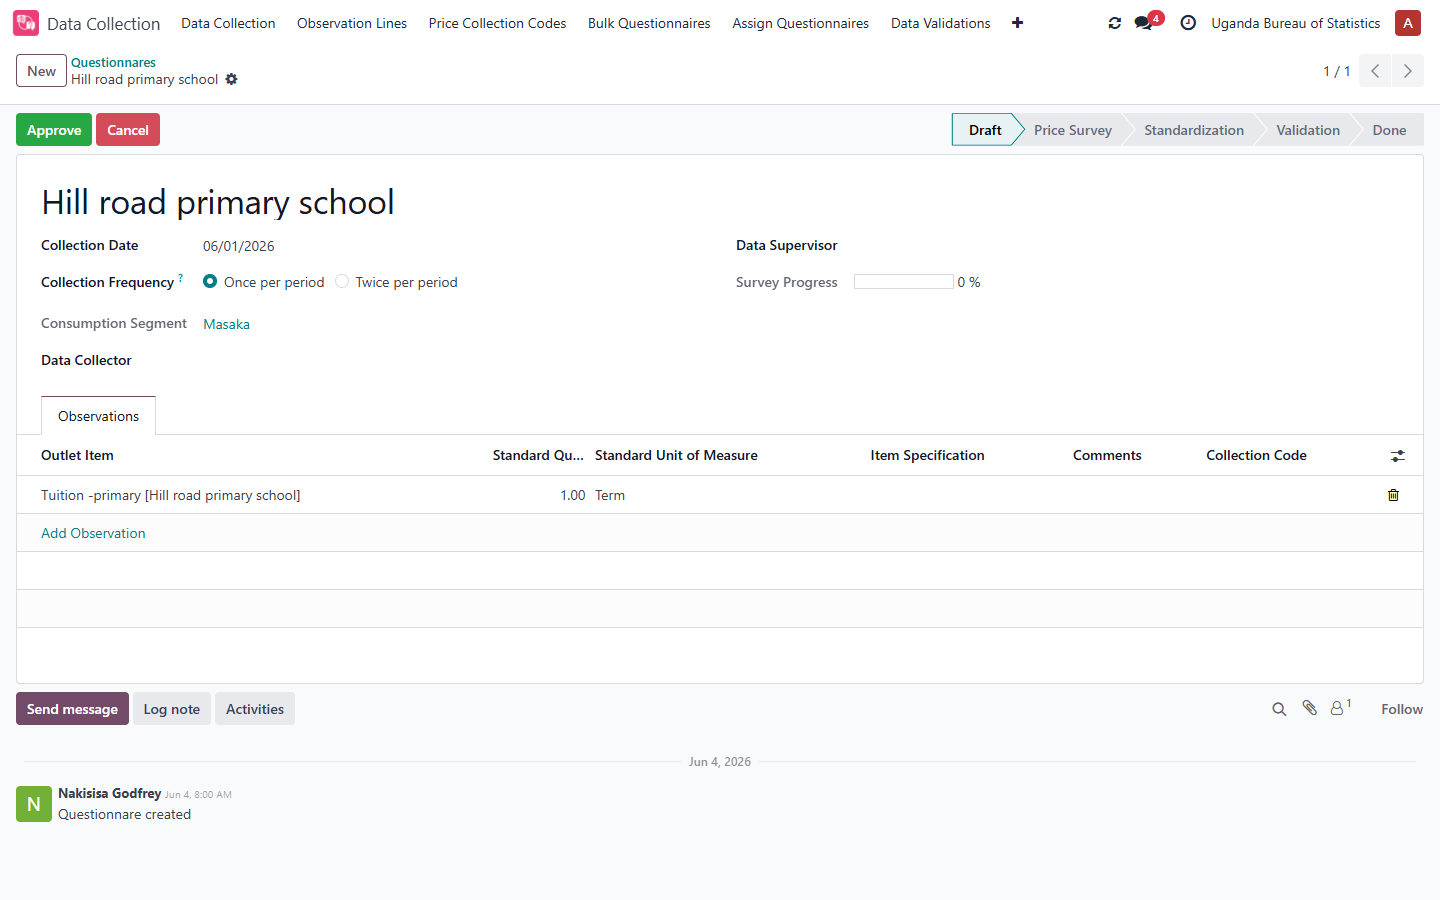 Data Collection
Data Collection
Observation Lines
Price Collection Codes
Bulk Questionnaires
Assign Questionnaires
Data Validations
4
Uganda Bureau of Statistics
A
New
Questionnares
Hill road primary school
1 / 1
Approve
Cancel
Draft
Price Survey
Standardization
Validation
Done
Hill road primary school
Collection Date
06/01/2026
Data Supervisor
Collection Frequency ?
Once per period
Twice per period
Survey Progress
0 %
Consumption Segment
Masaka
Data Collector
Observations
Outlet Item
Standard Qu...
Standard Unit of Measure
Item Specification
Comments
Collection Code
Tuition -primary [Hill road primary school]
1.00
Term
Add Observation
Send message
Log note
Activities
1
Follow
Jun 4, 2026
N
Nakisisa Godfrey Jun 4, 8:00 AM
Questionnare created